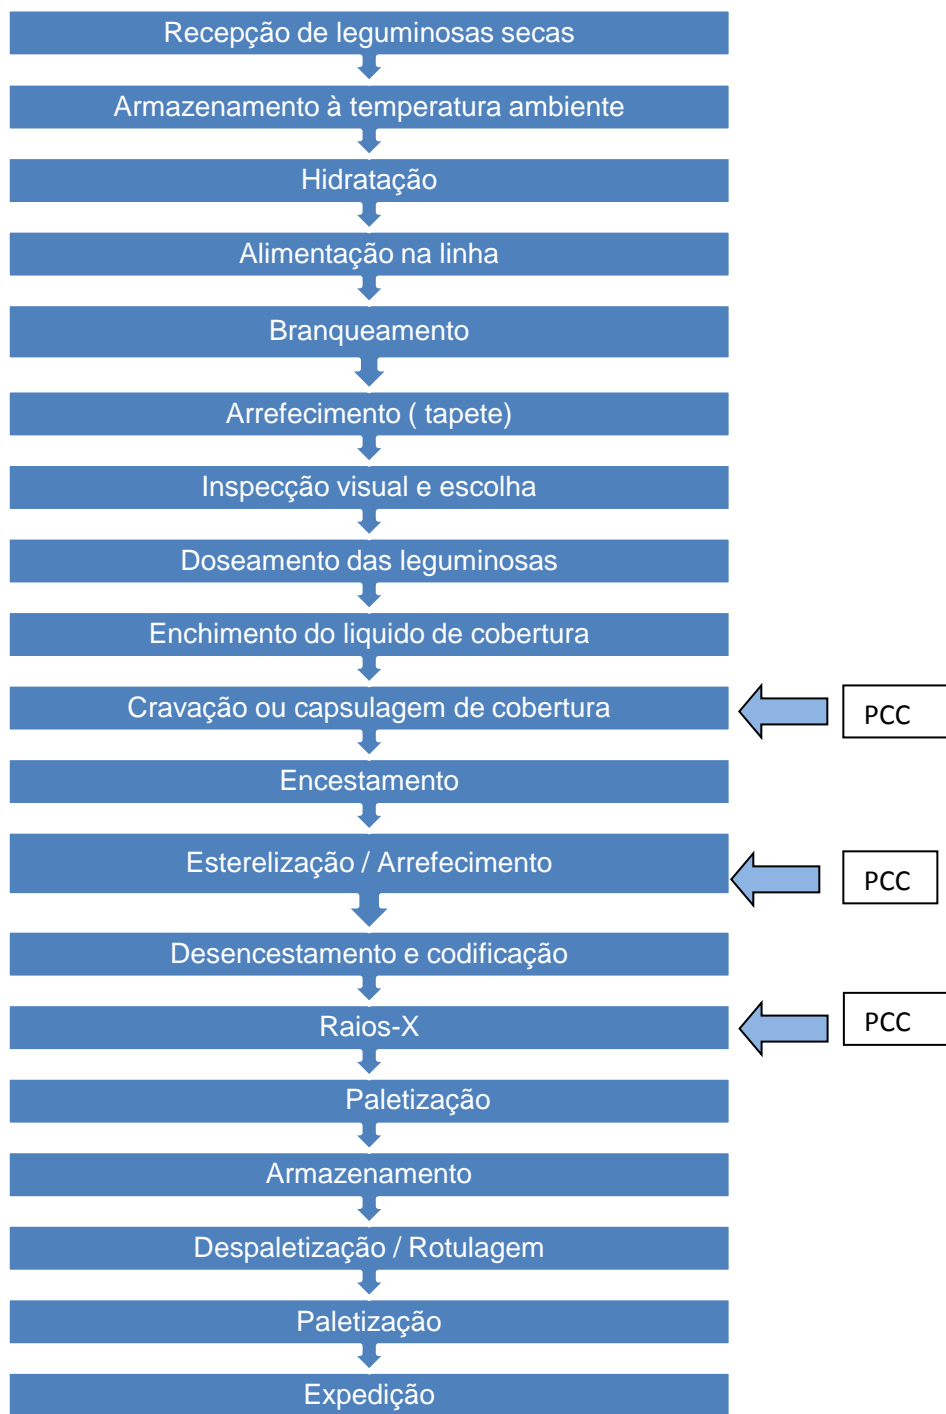 Recepção de leguminosas secas
Armazenamento à temperatura ambiente
Hidratação
Alimentação na linha
Branqueamento
Arrefecimento ( tapete)
Inspecção visual e escolha
Doseamento das leguminosas
Enchimento do liquido de cobertura
Cravação ou capsulagem de cobertura
PCC
Encestamento
Esterelização / Arrefecimento
PCC
Desencestamento e codificação
Raios-X
PCC
Paletização
Armazenamento
Despaletização / Rotulagem
Paletização
Expedição